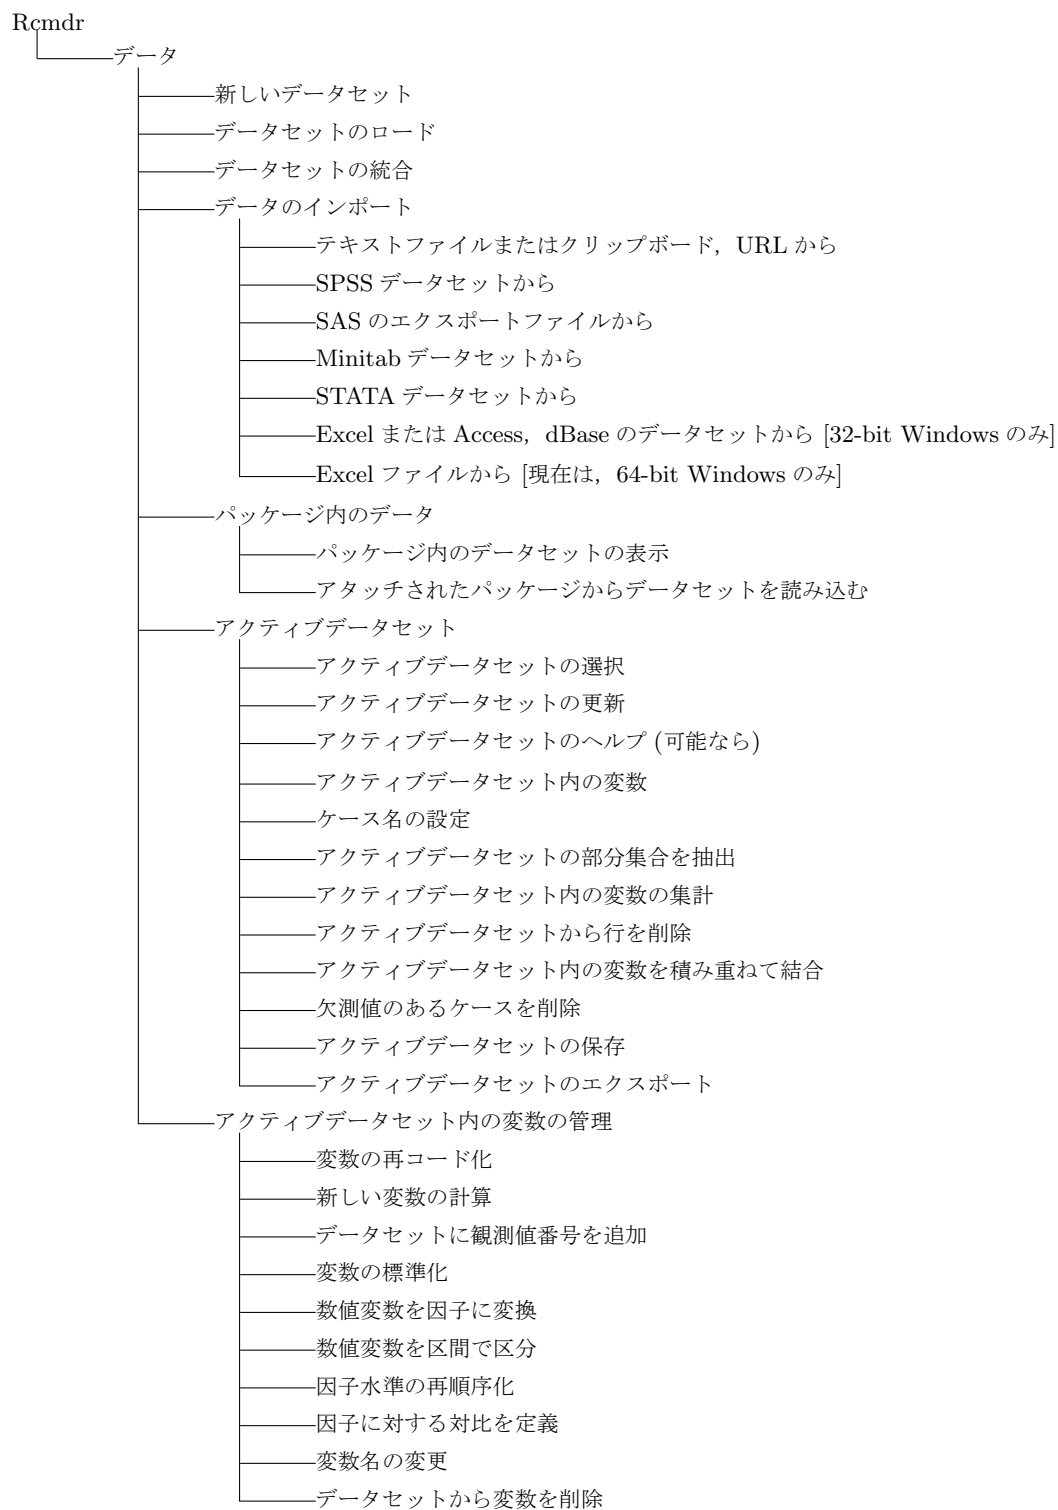 Rcmdr
データ
新しいデータセット
データセットのロード
データセットの統合
データのインポート
テキストファイルまたはクリップボード，URL から
SPSS データセットから
SAS のエクスポートファイルから
Minitab データセットから
STATA データセットから
Excel または Access，dBase のデータセットから [32-bit Windows のみ]
Excel ファイルから [現在は，64-bit Windows のみ]
パッケージ内のデータ
パッケージ内のデータセットの表示
アタッチされたパッケージからデータセットを読み込む
アクティブデータセット
アクティブデータセットの選択
アクティブデータセットの更新
アクティブデータセットのヘルプ (可能なら)
アクティブデータセット内の変数
ケース名の設定
アクティブデータセットの部分集合を抽出
アクティブデータセット内の変数の集計
アクティブデータセットから行を削除
アクティブデータセット内の変数を積み重ねて結合
欠測値のあるケースを削除
アクティブデータセットの保存
アクティブデータセットのエクスポート
アクティブデータセット内の変数の管理
変数の再コード化
新しい変数の計算
データセットに観測値番号を追加
変数の標準化
数値変数を因子に変換
数値変数を区間で区分
因子水準の再順序化
因子に対する対比を定義
変数名の変更
データセットから変数を削除